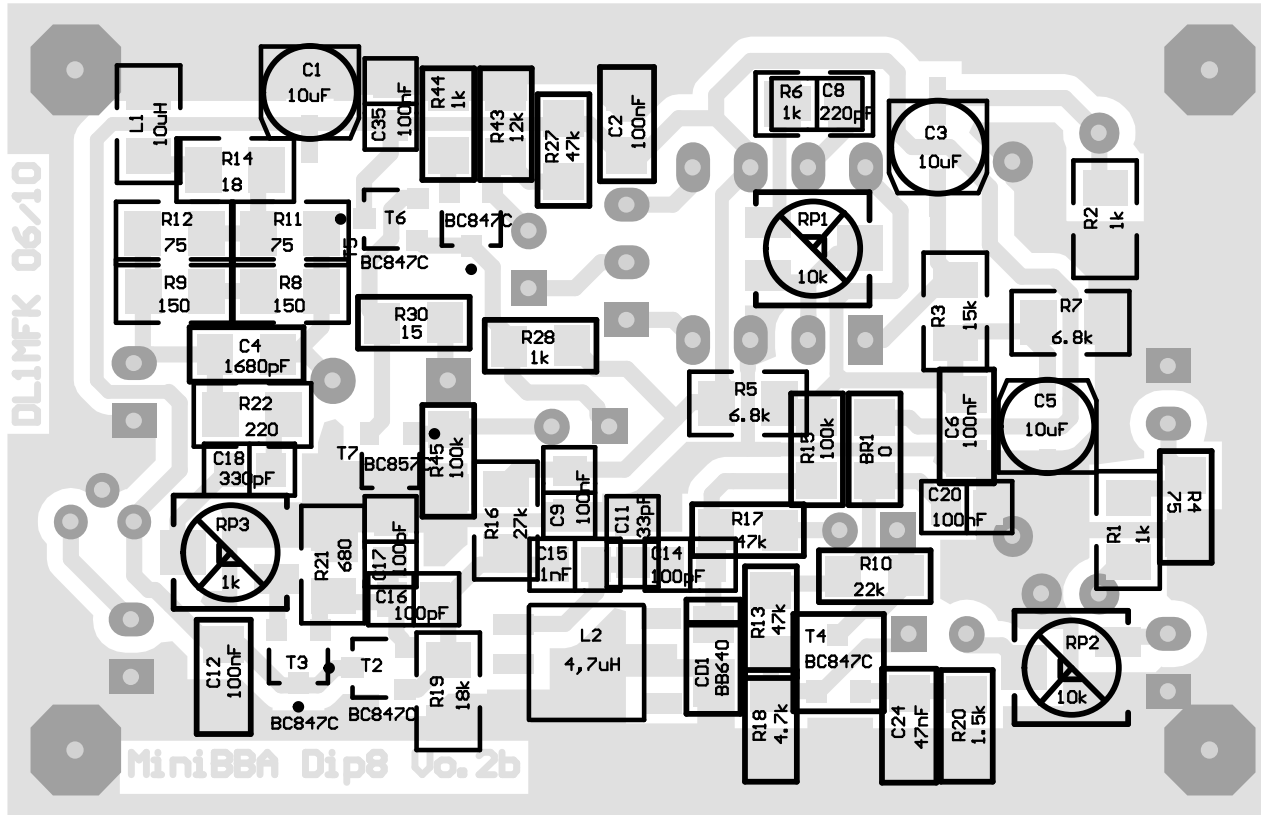 C1
10uF
C35
100nF
R44
1k
R43
12k
R27
47k
C2
100nF
R6
1k
C8
220pF
C3
10uF
L1
10uH
R14
18
R12
75
R11
75
T5
T6
BC847C
BC847C
RP1
10k
R2
1k
R9
150
R8
150
R30
15
R28
1k
R3
15k
R7
6.8k
DL1MFK 06/10
C4
1680pF
R22
220
R5
6.8k
C6
100nF
C5
10uF
C18
330pF
T7
BC857C
R45
100k
R15
100k
BR1
0
R16
27k
C9
100nF
C11
33pF
R17
47k
C20
100nF
R1
1k
R4
75
RP3
1k
R21
680
C17
100pF
C15
1nF
C14
100pF
R10
22k
C16
100pF
C12
100nF
T3
BC847C
T2
BC847C
R19
18k
L2
4,7uH
CD1
BB640
R13
47k
T4
BC847C
RP2
10k
R18
4.7k
C24
47nF
R20
1.5k
MiniBBA Dip8 Vo.2b